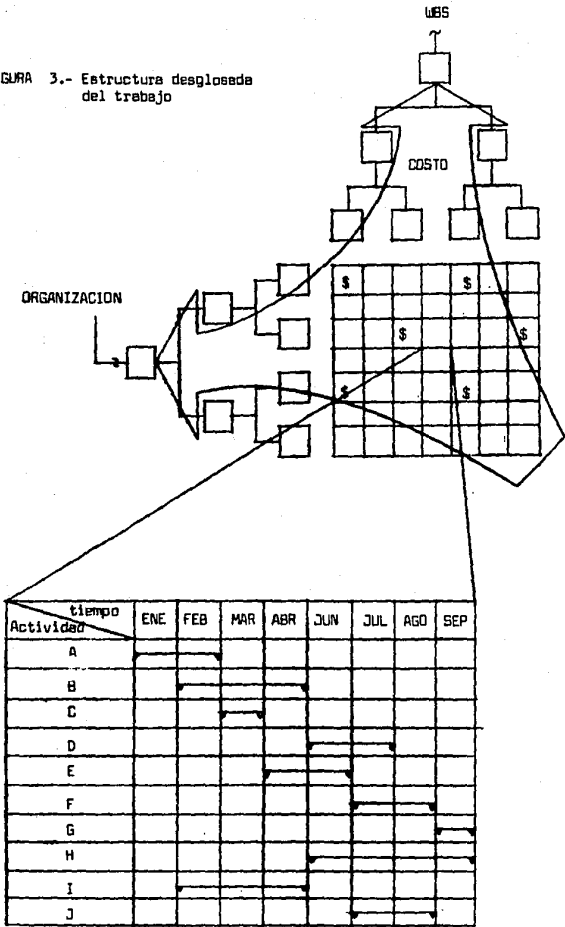 WBS
GURA 3.- Estructura desglosada
del trabajo
COSTO
ORGANIZACION
$ $
$ $
$ $
tiempo
Actividad ENE FEB MAR ABR JUN JUL AGO SEP
A
B
C
D
E
F
G
H
I
J